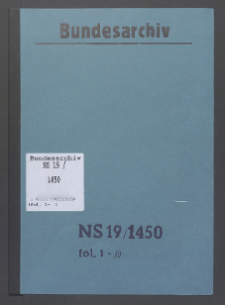 Bundesarchiv
Bundesarchiv
NS 19 /
1450
NS 19/1450
fol. 1 -